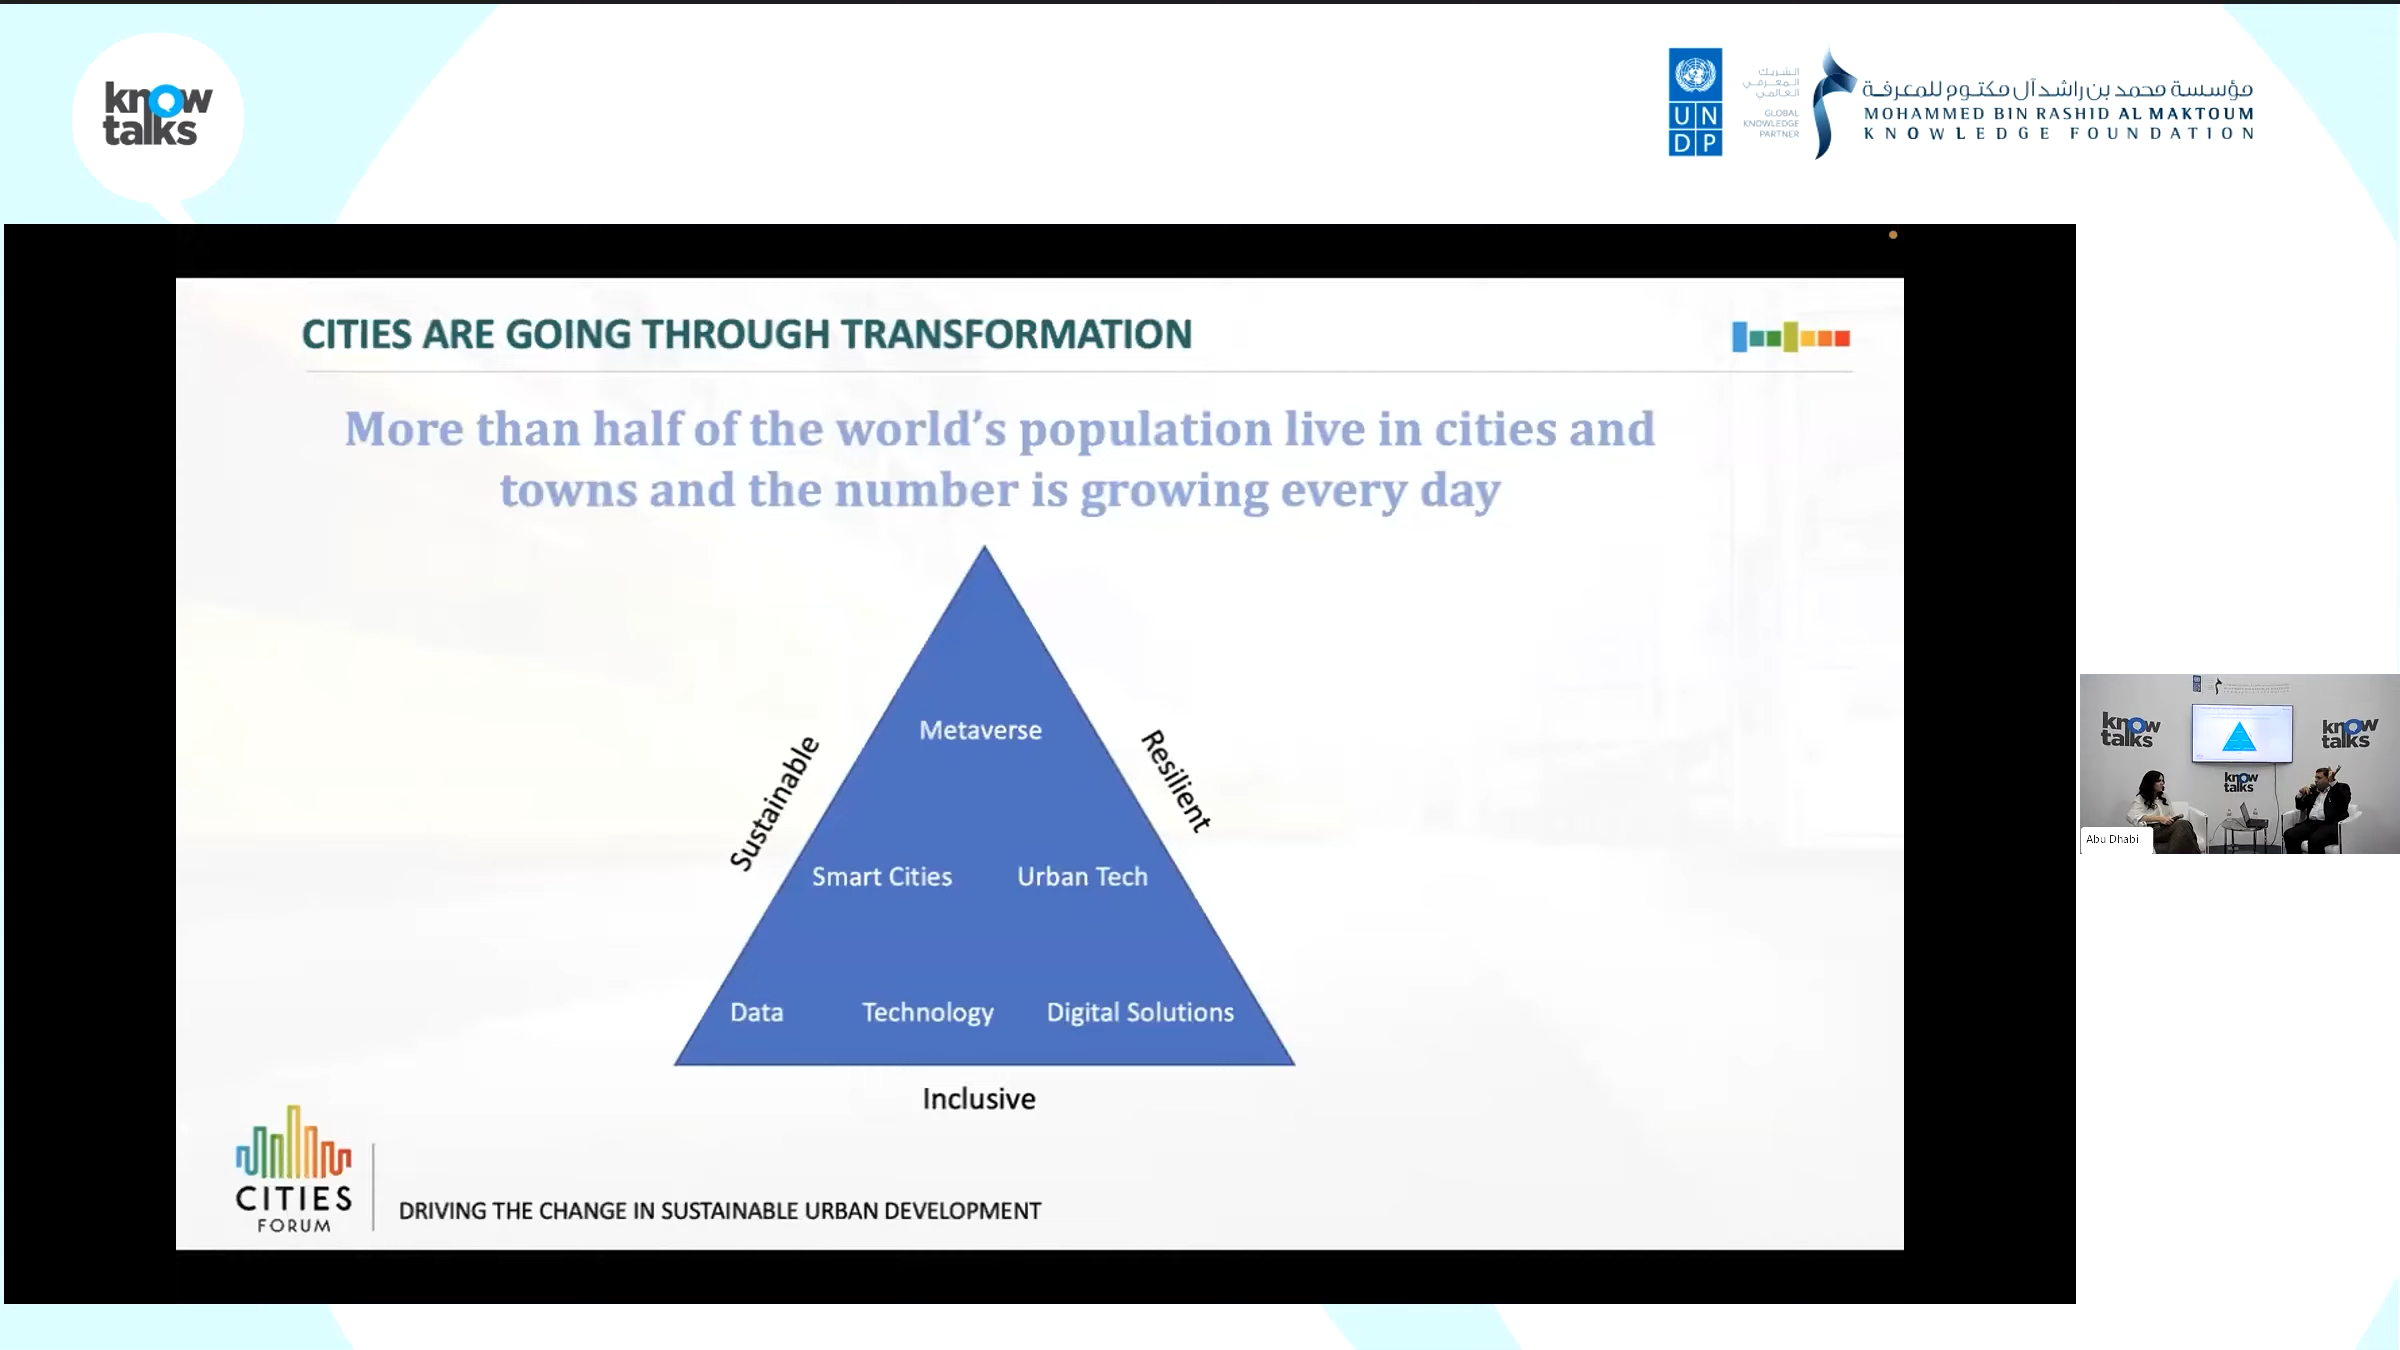 know
talks
UN
DP
الشريك
المعرفي
العالمي
GLOBAL
KNOWLEDGE
PARTNER
مؤسسة محمد بن راشد آل مكتوم للمعرفة
MOHAMMED BIN RASHID AL MAKTOUM
KNOWLEDGE FOUNDATION
CITIES ARE GOING THROUGH TRANSFORMATION
More than half of the world's population live in cities and
towns and the number is growing every day
Metaverse
Sustainable
Resilient
Smart Cities Urban Tech
Data Technology Digital Solutions
Inclusive
CITIES
FORUM
DRIVING THE CHANGE IN SUSTAINABLE URBAN DEVELOPMENT
know
talks
know
talks
know
talks
Abu Dhabi